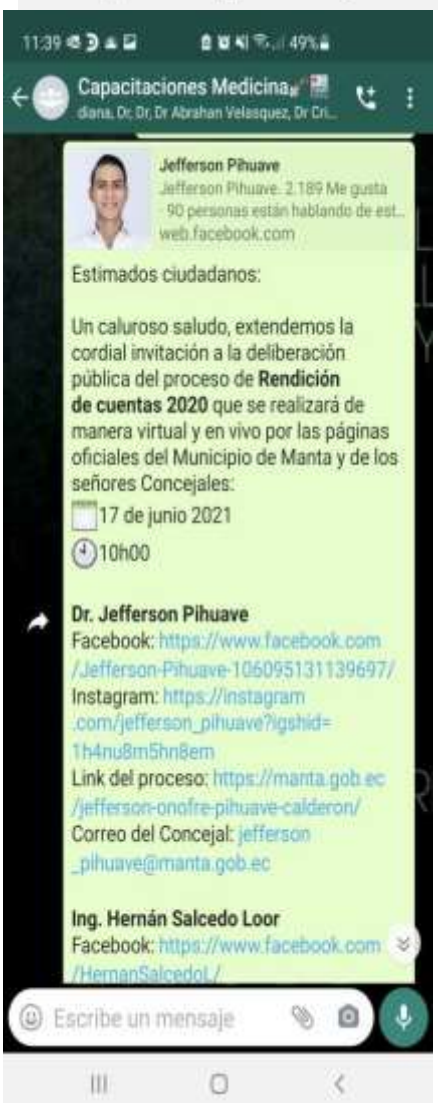 11:39 49%
Capacitaciones Medicina
diana, Dr, Dr, Dr Abrahan Velasquez, Dr Cri...
Jefferson Pihuave
Jefferson Pihuave. 2.189 Me gusta
· 90 personas están hablando de est...
web.facebook.com
Estimados ciudadanos:
Un caluroso saludo, extendemos la
cordial invitación a la deliberación
pública del proceso de Rendición
de cuentas 2020 que se realizará de
manera virtual y en vivo por las páginas
oficiales del Municipio de Manta y de los
señores Concejales:
17 de junio 2021
10h00
Dr. Jefferson Pihuave
Facebook: https://www.facebook.com
/Jefferson-Pihuave-106095131139697/
Instagram: https://instagram
.com/jefferson_pihuave?igshid=
1h4nu8m5hn8em
Link del proceso: https://manta.gob.ec
/jefferson-onofre-pihuave-calderon/
Correo del Concejal: jefferson
_pihuave@manta.gob.ec
Ing. Hernán Salcedo Loor
Facebook: https://www.facebook.com
/HernanSalcedoL/
Escribe un mensaje